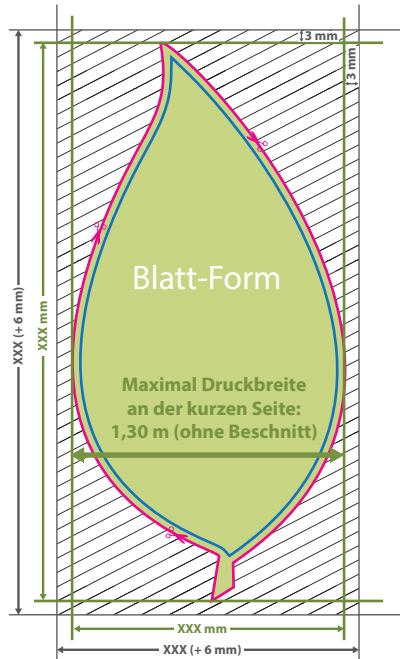 3 mm
3 mm
XXX (+ 6 mm)
XXX mm
Blatt-Form
Maximal Druckbreite
an der kurzen Seite:
1,30 m (ohne Beschnitt)
XXX mm
XXX (+ 6 mm)